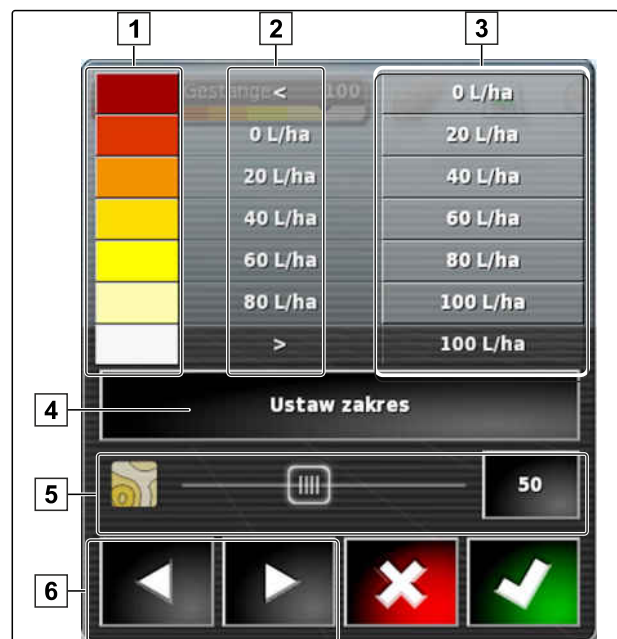 1 2 3
Gestänge < 100 0 L/ha
0 L/ha 20 L/ha
20 L/ha 40 L/ha
40 L/ha 60 L/ha
60 L/ha 80 L/ha
80 L/ha 100 L/ha
> 100 L/ha
4 Ustaw zakres
5 50
6